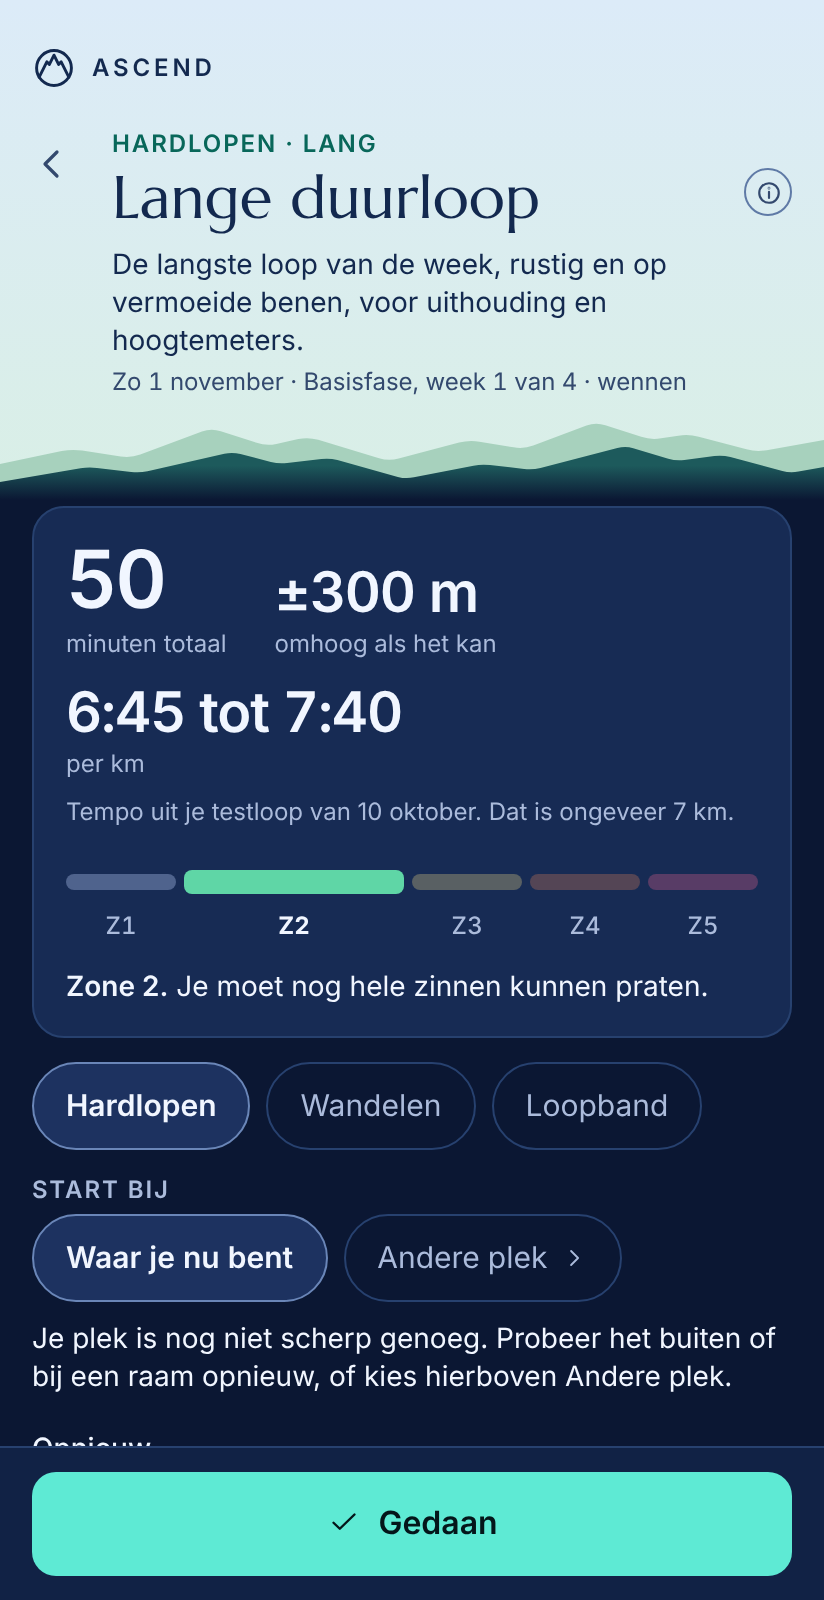 ASCEND
HARDLOPEN · LANG
Lange duurloop
De langste loop van de week, rustig en op
vermoeide benen, voor uithouding en
hoogtemeters.
Zo 1 november · Basisfase, week 1 van 4 · wennen
50
minuten totaal
±300 m
omhoog als het kan
6:45 tot 7:40
per km
Tempo uit je testloop van 10 oktober. Dat is ongeveer 7 km.
Z1 Z2 Z3 Z4 Z5
Zone 2. Je moet nog hele zinnen kunnen praten.
Hardlopen Wandelen Loopband
START BIJ
Waar je nu bent Andere plek
Je plek is nog niet scherp genoeg. Probeer het buiten of
bij een raam opnieuw, of kies hierboven Andere plek.
Opnieuw
Gedaan